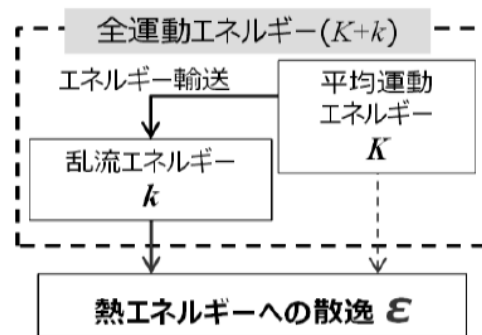 全運動エネルギー(K+k)
エネルギー輸送
平均運動
エネルギー
K
乱流エネルギー
k
熱エネルギーへの散逸 ε